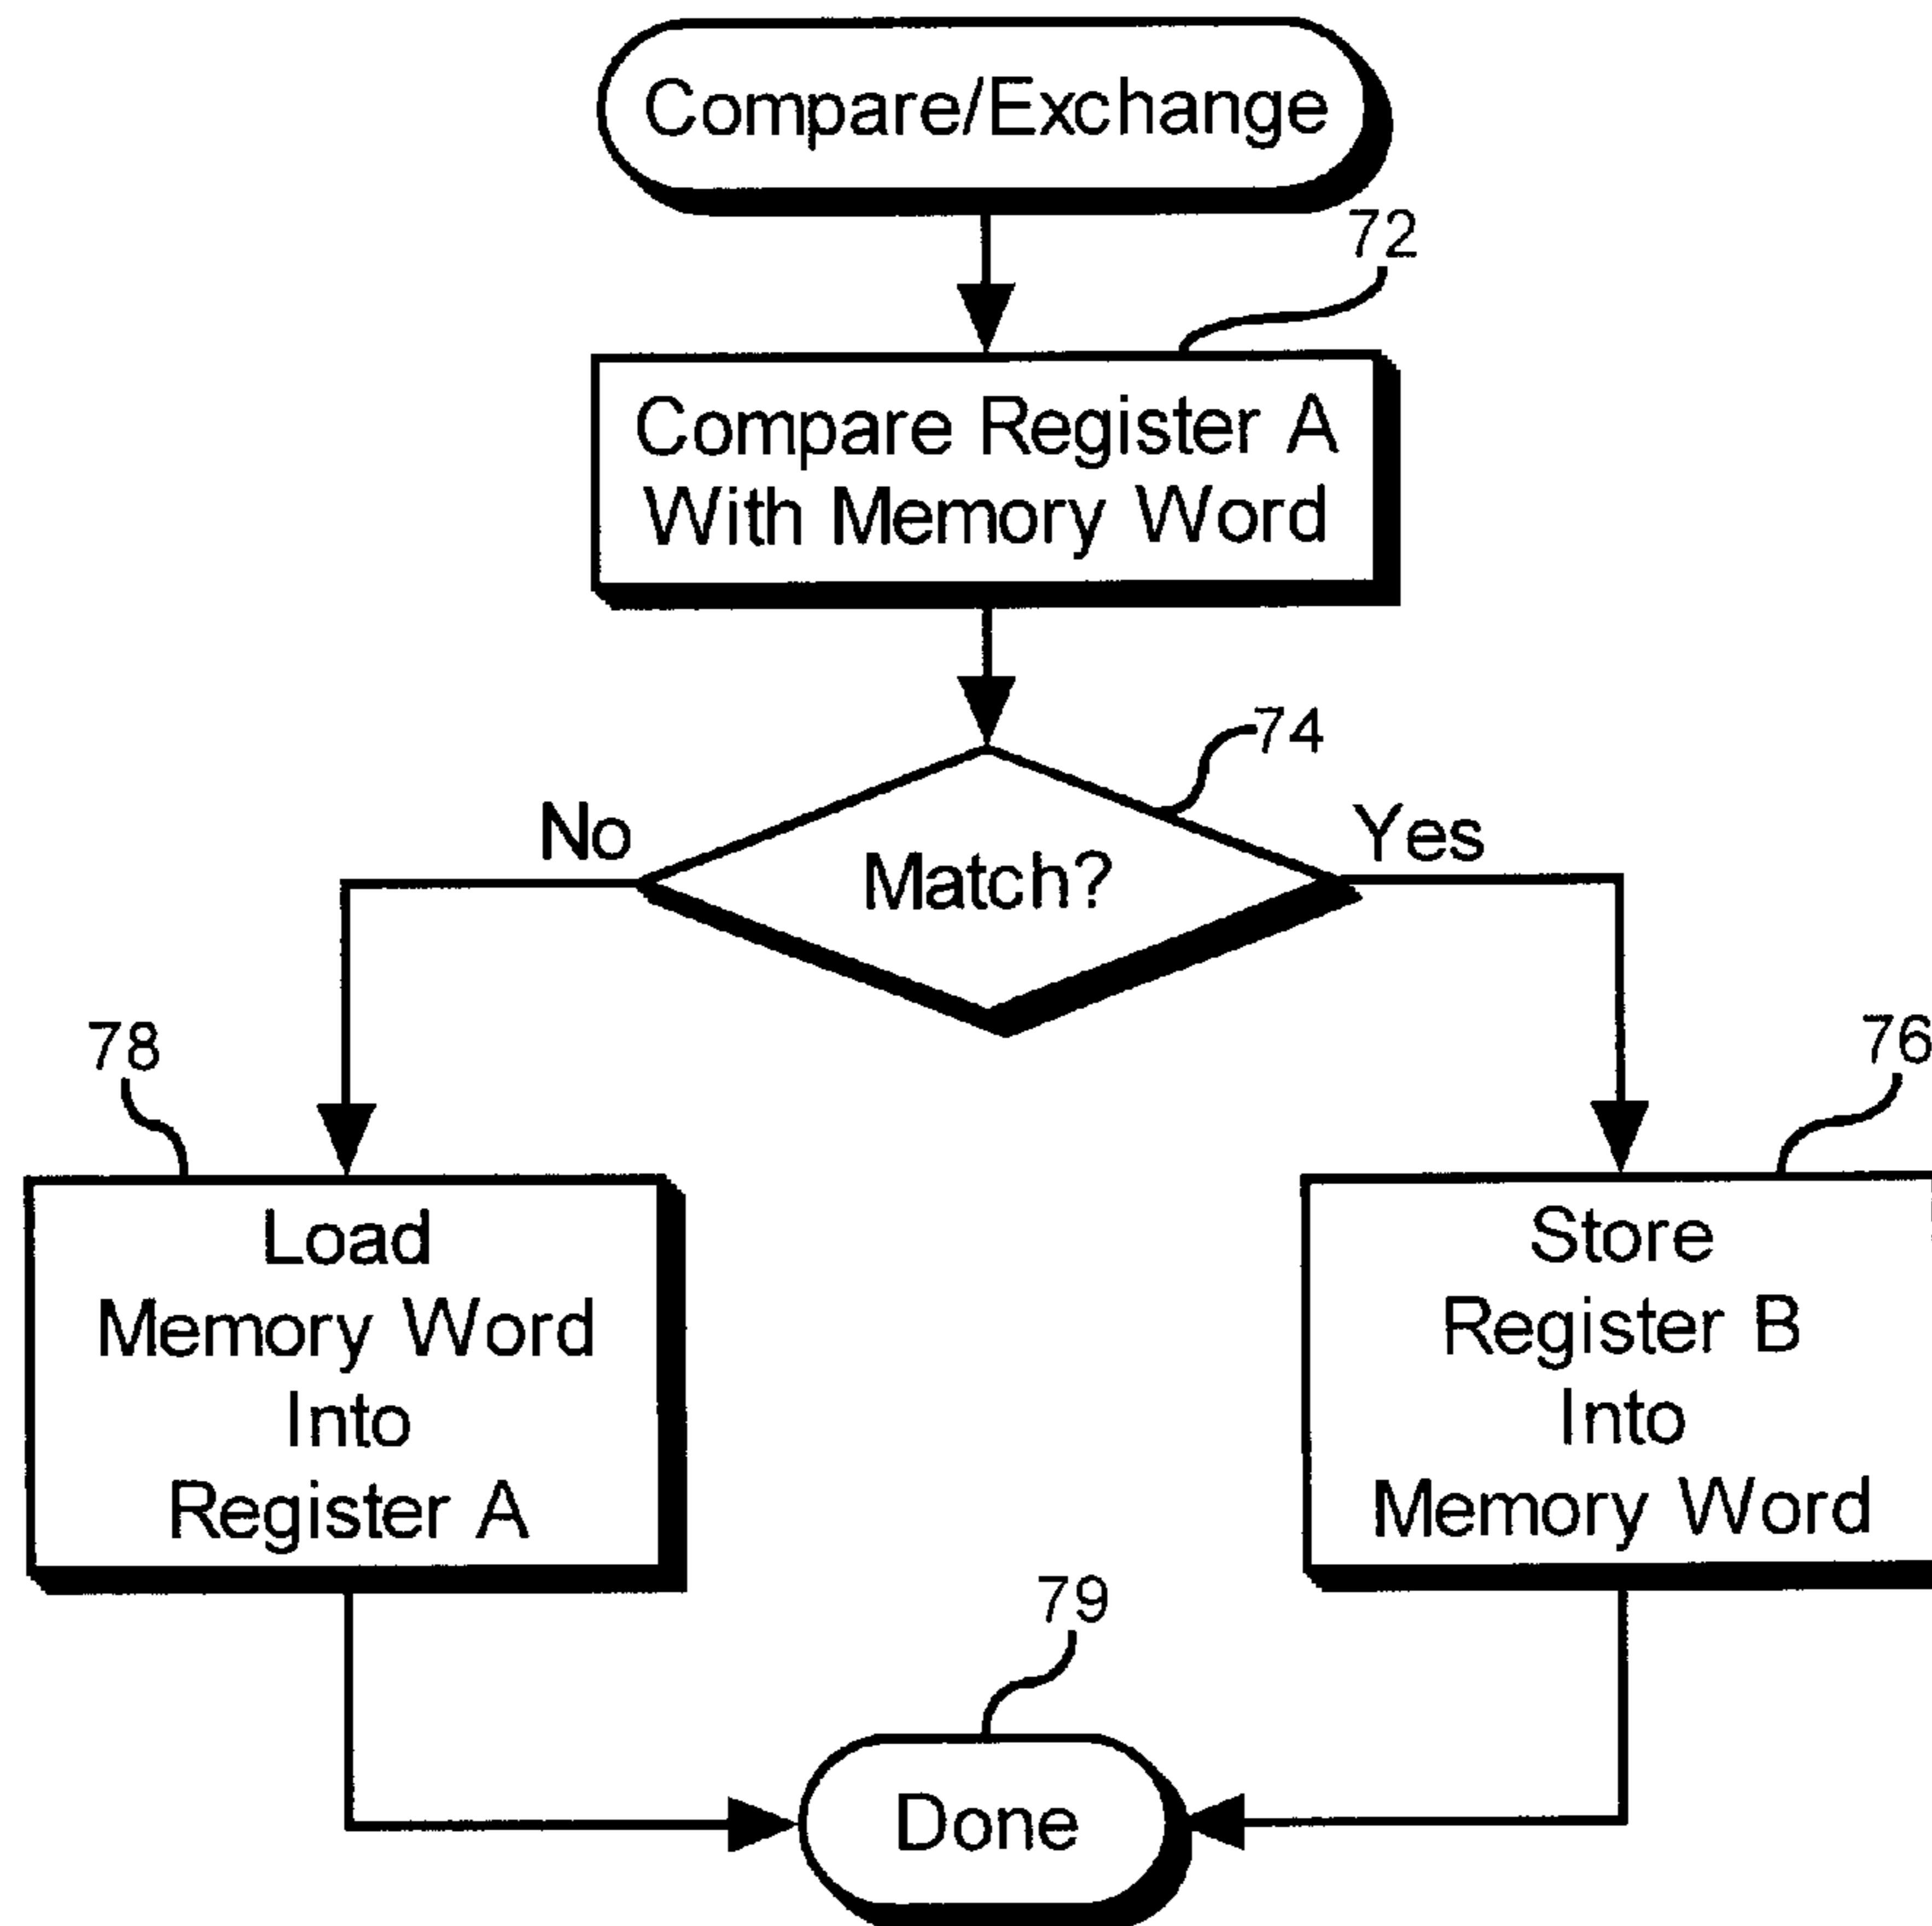 Compare/Exchange
72
Compare Register A
With Memory Word
74
No
Match?
Yes
78
76
Load
Memory Word
Into
Register A
Store
Register B
Into
Memory Word
79
Done